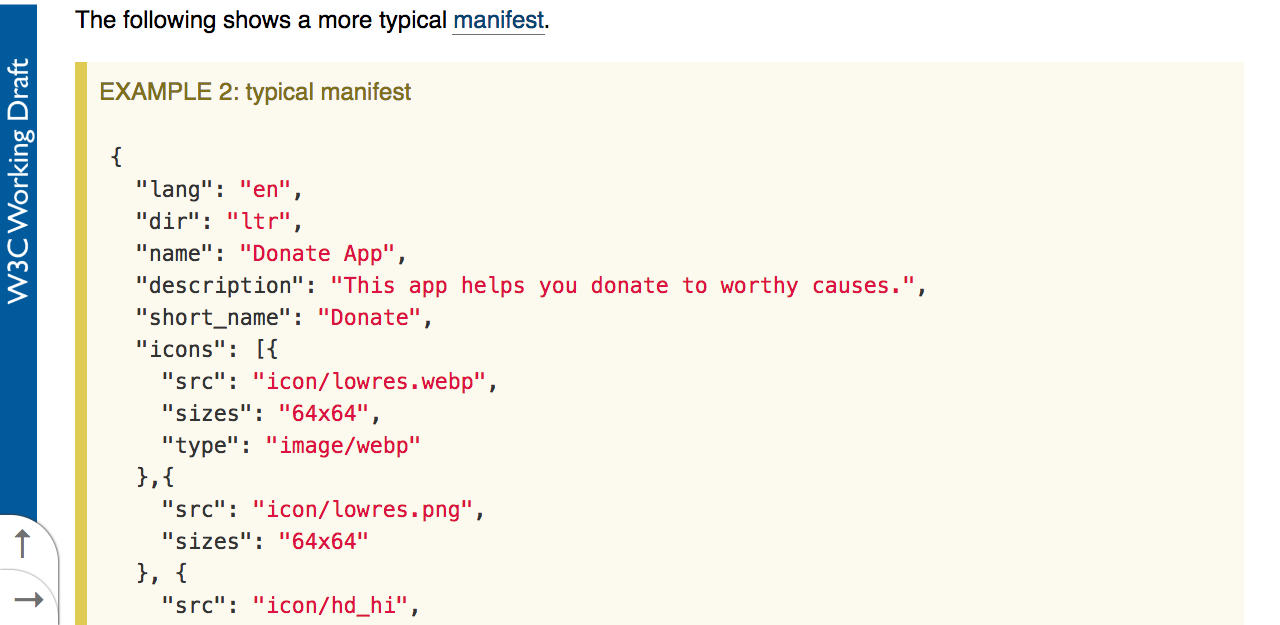 W3C Working Draft
The following shows a more typical manifest.
EXAMPLE 2: typical manifest
{
  "lang": "en",
  "dir": "ltr",
  "name": "Donate App",
  "description": "This app helps you donate to worthy causes.",
  "short_name": "Donate",
  "icons": [{
    "src": "icon/lowres.webp",
    "sizes": "64x64",
    "type": "image/webp"
  },{
    "src": "icon/lowres.png",
    "sizes": "64x64"
  }, {
    "src": "icon/hd_hi",
↑
→